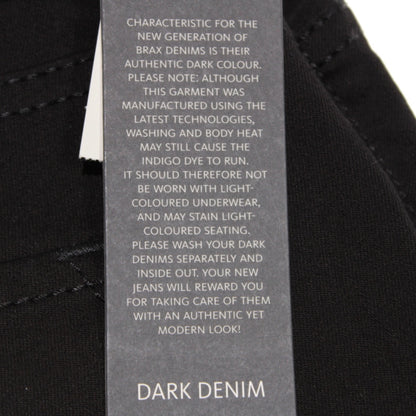 CHARACTERISTIC FOR THE
NEW GENERATION OF
BRAX DENIMS IS THEIR
AUTHENTIC DARK COLOUR.
PLEASE NOTE: ALTHOUGH
THIS GARMENT WAS
MANUFACTURED USING THE
LATEST TECHNOLOGIES,
WASHING AND BODY HEAT
MAY STILL CAUSE THE
INDIGO DYE TO RUN.
IT SHOULD THEREFORE NOT
BE WORN WITH LIGHT-
COLOURED UNDERWEAR,
AND MAY STAIN LIGHT-
COLOURED SEATING.
PLEASE WASH YOUR DARK
DENIMS SEPARATELY AND
INSIDE OUT. YOUR NEW
JEANS WILL REWARD YOU
FOR TAKING CARE OF THEM
WITH AN AUTHENTIC YET
MODERN LOOK!
DARK DENIM